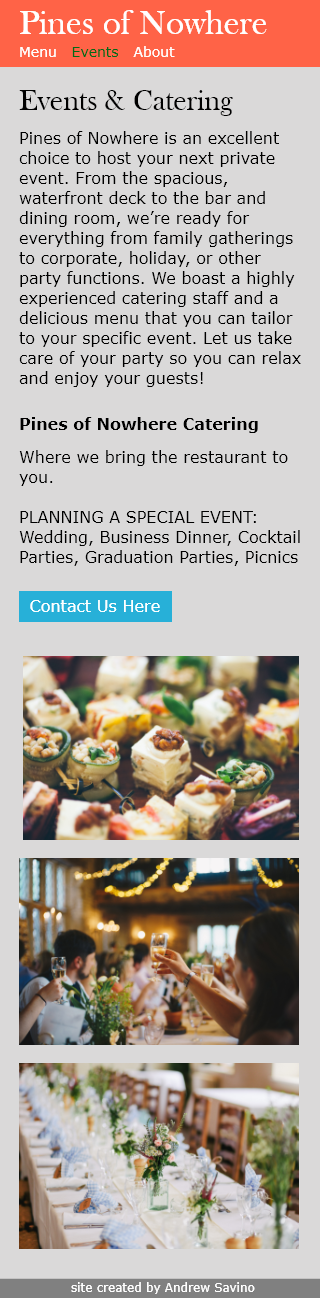 Pines of Nowhere
Menu Events About
Events & Catering
Pines of Nowhere is an excellent
choice to host your next private
event. From the spacious,
waterfront deck to the bar and
dining room, we’re ready for
everything from family gatherings
to corporate, holiday, or other
party functions. We boast a highly
experienced catering staff and a
delicious menu that you can tailor
to your specific event. Let us take
care of your party so you can relax
and enjoy your guests!
Pines of Nowhere Catering
Where we bring the restaurant to
you.
PLANNING A SPECIAL EVENT:
Wedding, Business Dinner, Cocktail
Parties, Graduation Parties, Picnics
Contact Us Here
site created by Andrew Savino